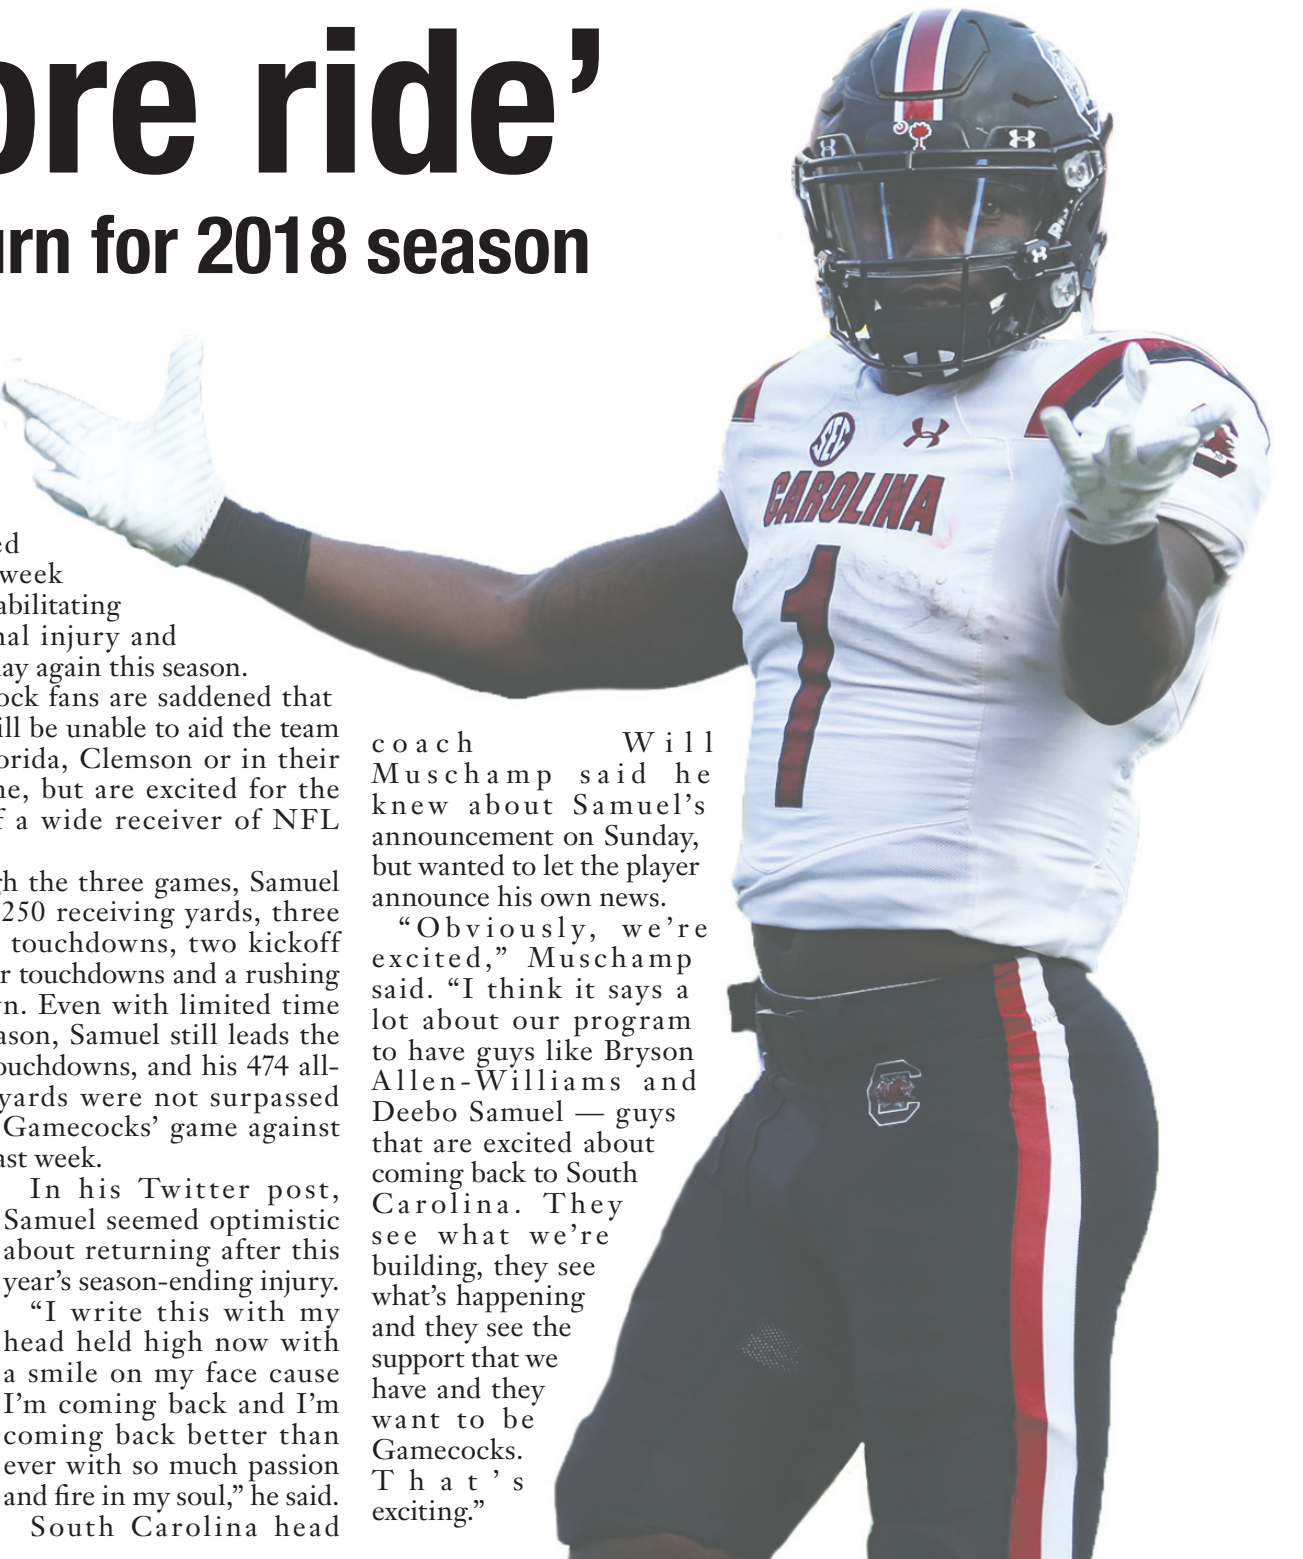 ore ride’
urn for 2018 season
ed
week
abilitating
nal injury and
lay again this season.
ock fans are saddened that
ill be unable to aid the team
orida, Clemson or in their
me, but are excited for the
f a wide receiver of NFL
gh the three games, Samuel
250 receiving yards, three
touchdowns, two kickoff
r touchdowns and a rushing
wn. Even with limited time
ason, Samuel still leads the
ouchdowns, and his 474 all-
yards were not surpassed
Gamecocks’ game against
ast week.
In his Twitter post,
Samuel seemed optimistic
about returning after this
year’s season-ending injury.
“I write this with my
head held high now with
a smile on my face cause
I’m coming back and I’m
coming back better than
ever with so much passion
and fire in my soul,” he said.
South Carolina head
coach Will
Muschamp said he
knew about Samuel’s
announcement on Sunday,
but wanted to let the player
announce his own news.
“Obviously, we’re
excited,” Muschamp
said. “I think it says a
lot about our program
to have guys like Bryson
Allen-Williams and
Deebo Samuel — guys
that are excited about
coming back to South
Carolina. They
see what we’re
building, they see
what’s happening
and they see the
support that we
have and they
want to be
Gamecocks.
That’s
exciting.”
SEC
CAROLINA
1